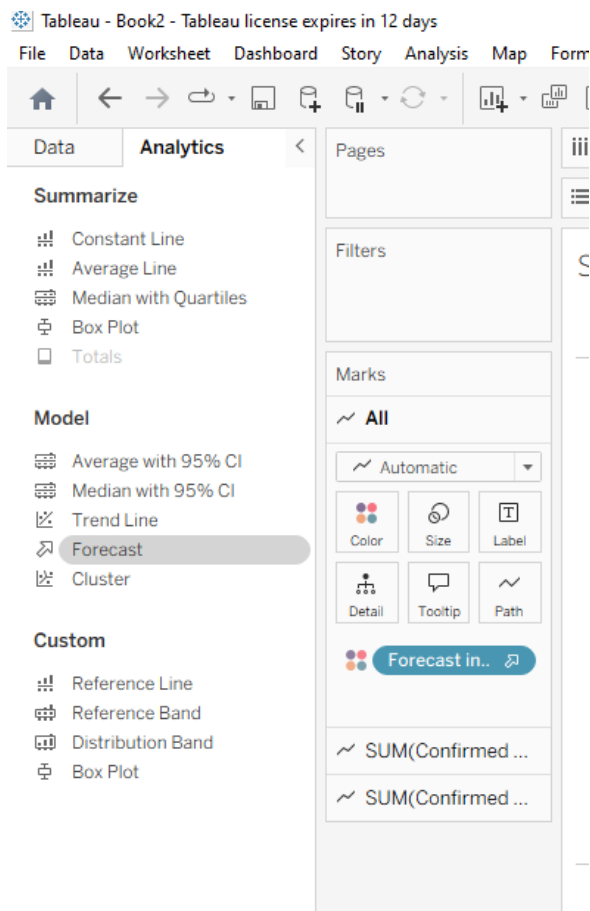 Tableau - Book2 - Tableau license expires in 12 days
File Data Worksheet Dashboard Story Analysis Map Form
Data Analytics
Summarize
Constant Line
Average Line
Median with Quartiles
Box Plot
Totals
Model
Average with 95% CI
Median with 95% CI
Trend Line
Forecast
Cluster
Custom
Reference Line
Reference Band
Distribution Band
Box Plot
Pages
Filters
Marks
All
Automatic
Color Size Label
Detail Tooltip Path
Forecast in..
SUM(Confirmed ...
SUM(Confirmed ...